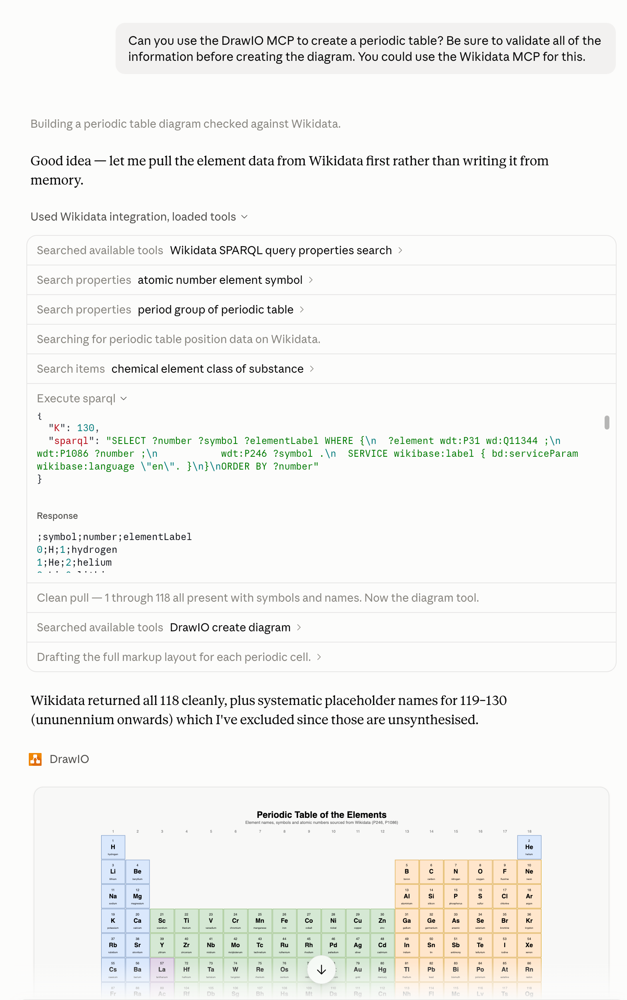 Can you use the DrawIO MCP to create a periodic table? Be sure to validate all of the
information before creating the diagram. You could use the Wikidata MCP for this.
Building a periodic table diagram checked against Wikidata.
Good idea — let me pull the element data from Wikidata first rather than writing it from
memory.
Used Wikidata integration, loaded tools
Searched available tools Wikidata SPARQL query properties search
Search properties atomic number element symbol
Search properties period group of periodic table
Searching for periodic table position data on Wikidata.
Search items chemical element class of substance
Execute sparql
{
"K": 130,
"sparql": "SELECT ?number ?symbol ?elementLabel WHERE {\n  ?element wdt:P31 wd:Q11344 ;\n
wdt:P1086 ?number ;\n           wdt:P246 ?symbol .\n  SERVICE wikibase:label { bd:serviceParam
wikibase:language \"en\". }\n}\nORDER BY ?number"
}
Response
;symbol;number;elementLabel
0;H;1;hydrogen
1;He;2;helium
Clean pull — 1 through 118 all present with symbols and names. Now the diagram tool.
Searched available tools DrawIO create diagram
Drafting the full markup layout for each periodic cell.
Wikidata returned all 118 cleanly, plus systematic placeholder names for 119–130
(ununennium onwards) which I've excluded since those are unsynthesised.
DrawIO
Periodic Table of the Elements
Element names, symbols and atomic numbers sourced from Wikidata (P246, P1086)
1 2 3 4 5 6 7 8 9 10 11 12 13 14 15 16 17 18
1 2
H He
hydrogen helium
3 4 5 6 7 8 9 10
Li Be B C N O F Ne
lithium beryllium boron carbon nitrogen oxygen fluorine neon
11 12 13 14 15 16 17 18
Na Mg Al Si P S Cl Ar
sodium magnesium aluminium silicon phosphorus sulfur chlorine argon
19 20 21 22 23 24 25 26 27 28 29 30 31 32 33 34 35 36
K Ca Sc Ti V Cr Mn Fe Co Ni Cu Zn Ga Ge As Se Br Kr
potassium calcium scandium titanium vanadium chromium manganese iron cobalt nickel copper zinc gallium germanium arsenic selenium bromine krypton
37 38 39 40 41 42 43 44 45 46 47 48 49 50 51 52 53 54
Rb Sr Y Zr Nb Mo Tc Ru Rh Pd Ag Cd In Sn Sb Te I Xe
rubidium strontium yttrium zirconium niobium molybdenum technetium ruthenium rhodium palladium silver cadmium indium tin antimony tellurium iodine xenon
55 56 57 72 73 74 75 76 79 80 81 82 83 84 85 86
Cs Ba La Hf Ta W Re Os Au Hg Tl Pb Bi Po At Rn
caesium barium lanthanum hafnium tantalum tungsten rhenium osmium gold mercury thallium lead bismuth polonium astatine radon
87 88 89 104 105 106 107 108 109 110 111 112 113 114 115 116 117 118
Fr Ra Ac Rf Db Sg Bh Hs Mt Ds Rg Cn Nh Fl Mc Lv Ts Og